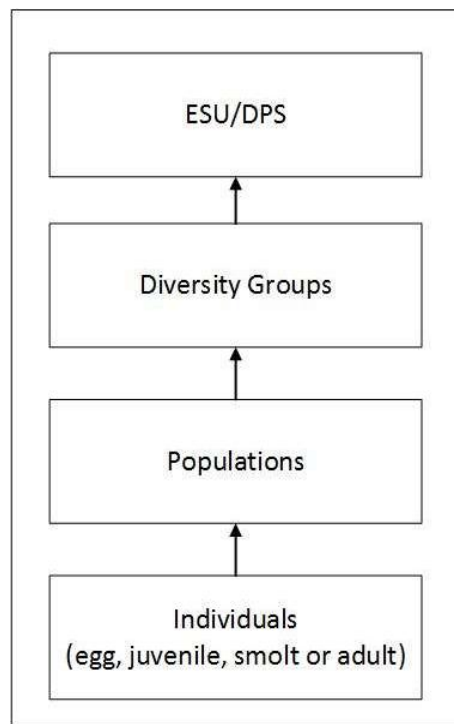 ESU/DPS
Diversity Groups
Populations
Individuals
(egg, juvenile, smolt or adult)